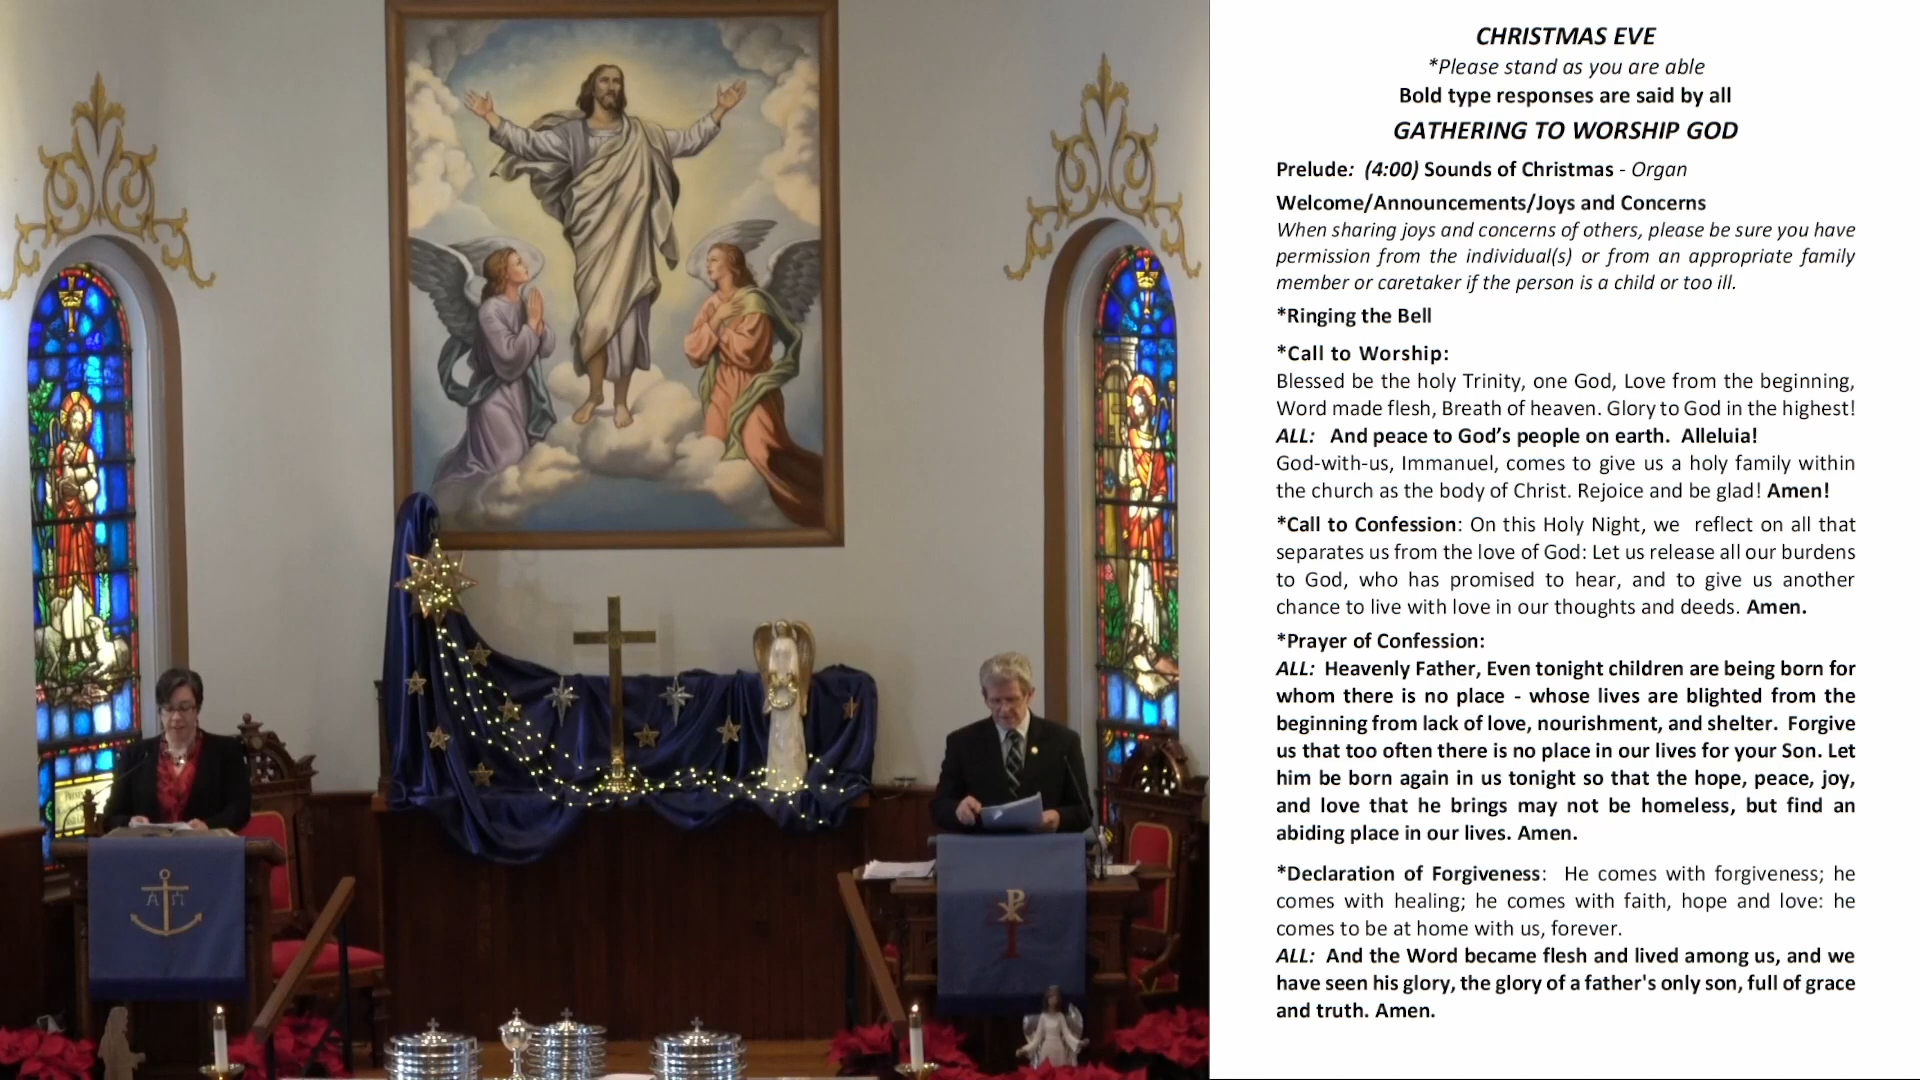 CHRISTMAS EVE
*Please stand as you are able
Bold type responses are said by all
GATHERING TO WORSHIP GOD
Prelude: (4:00) Sounds of Christmas - Organ
Welcome/Announcements/Joys and Concerns
When sharing joys and concerns of others, please be sure you have
permission from the individual(s) or from an appropriate family
member or caretaker if the person is a child or too ill.
*Ringing the Bell
*Call to Worship:
Blessed be the holy Trinity, one God, Love from the beginning,
Word made flesh, Breath of heaven. Glory to God in the highest!
ALL: And peace to God’s people on earth. Alleluia!
God-with-us, Immanuel, comes to give us a holy family within
the church as the body of Christ. Rejoice and be glad! Amen!
*Call to Confession: On this Holy Night, we reflect on all that
separates us from the love of God: Let us release all our burdens
to God, who has promised to hear, and to give us another
chance to live with love in our thoughts and deeds. Amen.
*Prayer of Confession:
ALL: Heavenly Father, Even tonight children are being born for
whom there is no place - whose lives are blighted from the
beginning from lack of love, nourishment, and shelter. Forgive
us that too often there is no place in our lives for your Son. Let
him be born again in us tonight so that the hope, peace, joy,
and love that he brings may not be homeless, but find an
abiding place in our lives. Amen.
*Declaration of Forgiveness: He comes with forgiveness; he
comes with healing; he comes with faith, hope and love: he
comes to be at home with us, forever.
ALL: And the Word became flesh and lived among us, and we
have seen his glory, the glory of a father's only son, full of grace
and truth. Amen.